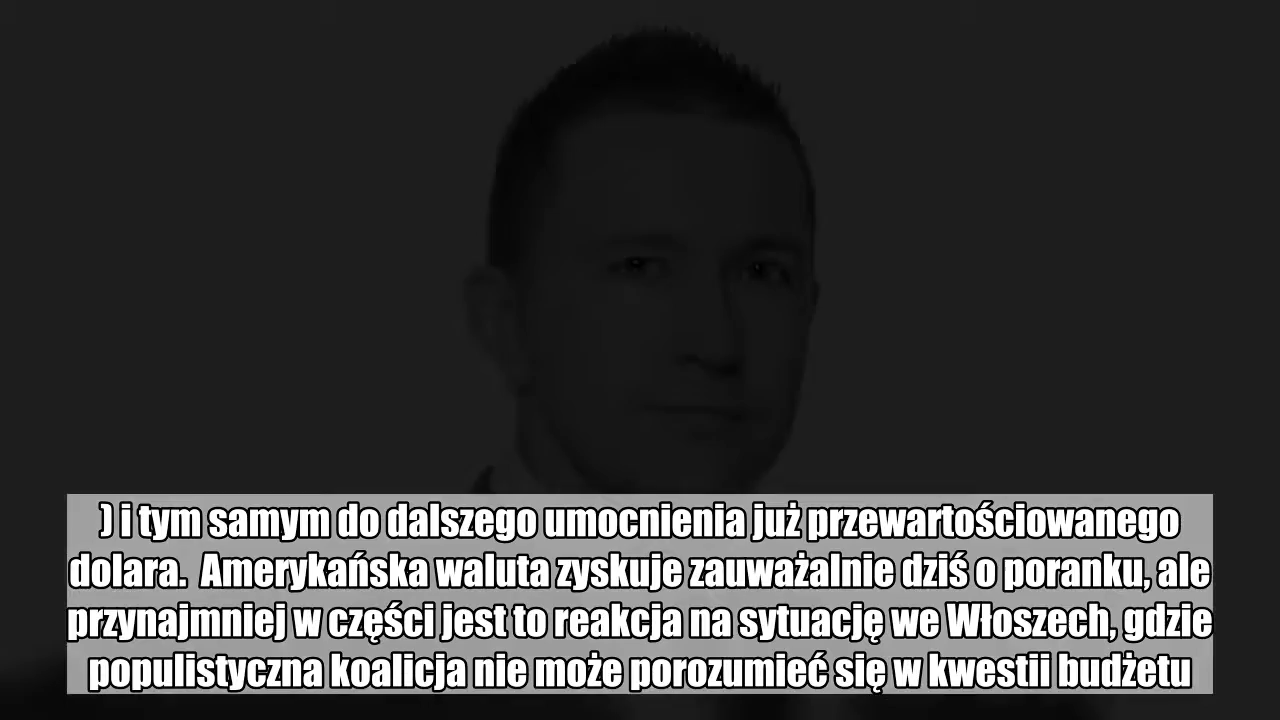 ) i tym samym do dalszego umocnienia już przewartościowanego
dolara.  Amerykańska waluta zyskuje zauważalnie dziś o poranku, ale
przynajmniej w części jest to reakcja na sytuację we Włoszech, gdzie
populistyczna koalicja nie może porozumieć się w kwestii budżetu